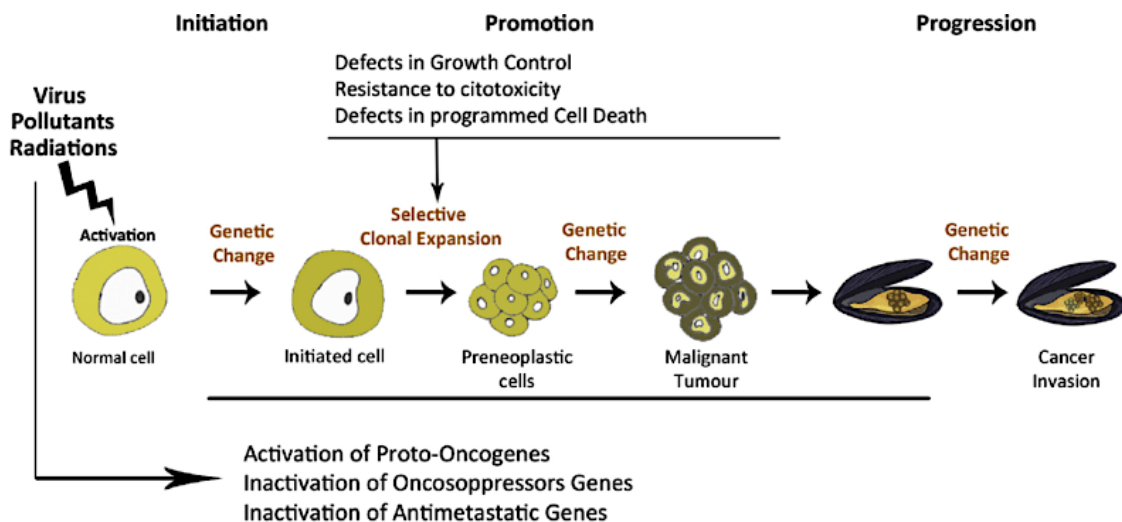 Initiation
Promotion
Progression
Defects in Growth Control
Resistance to citotoxicity
Defects in programmed Cell Death
Virus
Pollutants
Radiations
Activation
Genetic
Change
Selective
Clonal Expansion
Genetic
Change
Genetic
Change
Normal cell
Initiated cell
Preneoplastic
cells
Malignant
Tumour
Cancer
Invasion
Activation of Proto-Oncogenes
Inactivation of Oncosoppressors Genes
Inactivation of Antimetastatic Genes